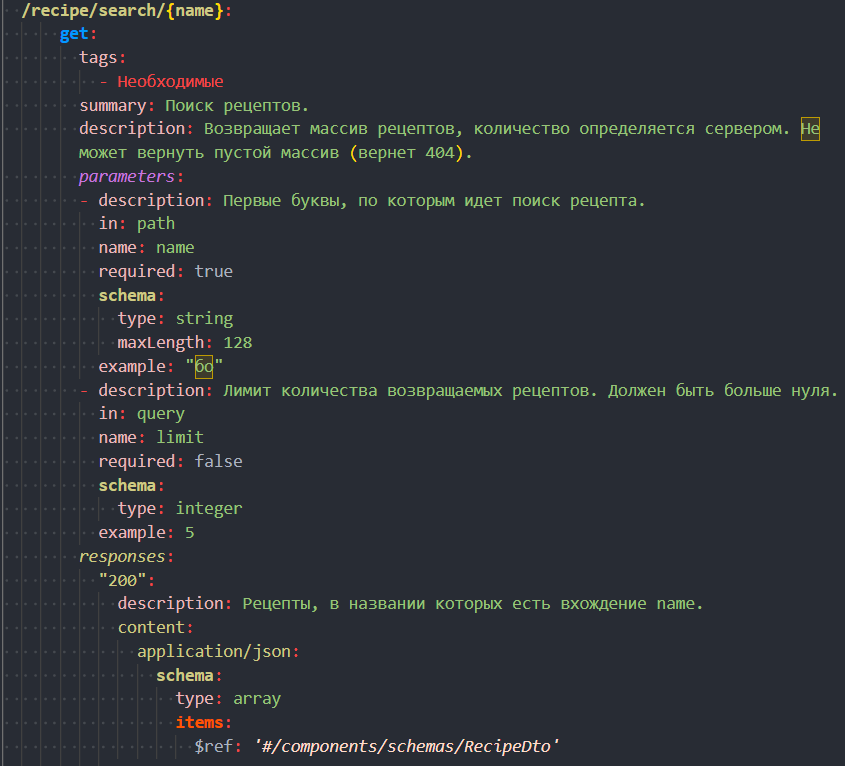 /recipe/search/{name}:
get:
tags:
- Необходимые
summary: Поиск рецептов.
description: Возвращает массив рецептов, количество определяется сервером. Не
может вернуть пустой массив (вернет 404).
parameters:
- description: Первые буквы, по которым идет поиск рецепта.
in: path
name: name
required: true
schema:
type: string
maxLength: 128
example: "бо"
- description: Лимит количества возвращаемых рецептов. Должен быть больше нуля.
in: query
name: limit
required: false
schema:
type: integer
example: 5
responses:
"200":
description: Рецепты, в названии которых есть вхождение name.
content:
application/json:
schema:
type: array
items:
$ref: '#/components/schemas/RecipeDto'